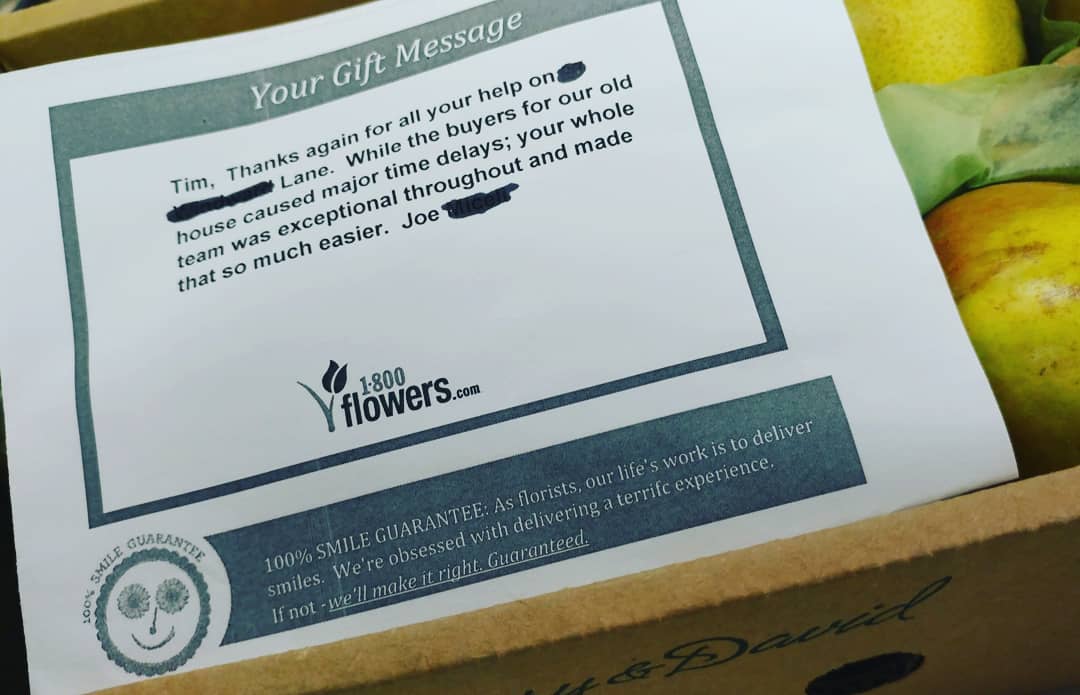 Your Gift Message
Tim, Thanks again for all your help on
Lane. While the buyers for our old
house caused major time delays; your whole
team was exceptional throughout and made
that so much easier. Joe
1·800
flowers.com
100% SMILE GUARANTEE: As florists, our life's work is to deliver
smiles. We're obsessed with delivering a terrifc experience.
If not - we'll make it right. Guaranteed.
100% SMILE GUARANTEE
& David